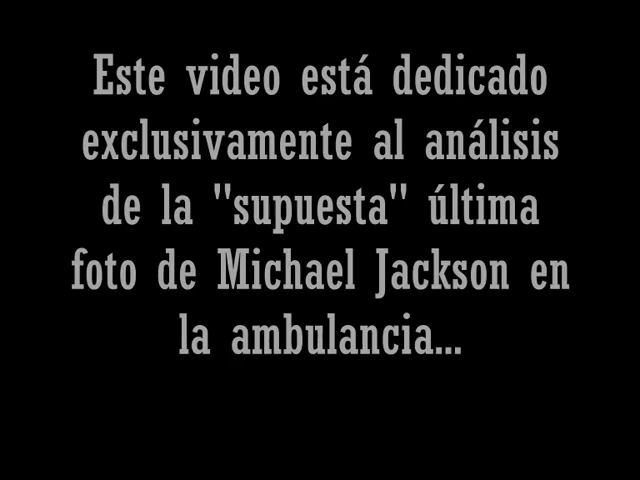 Este video está dedicado
exclusivamente al análisis
de la "supuesta" última
foto de Michael Jackson en
la ambulancia...